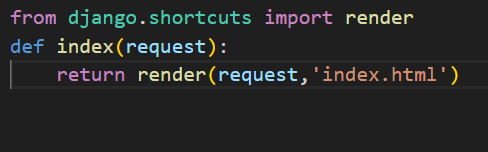 from django.shortcuts import render
def index(request):
    return render(request,'index.html')